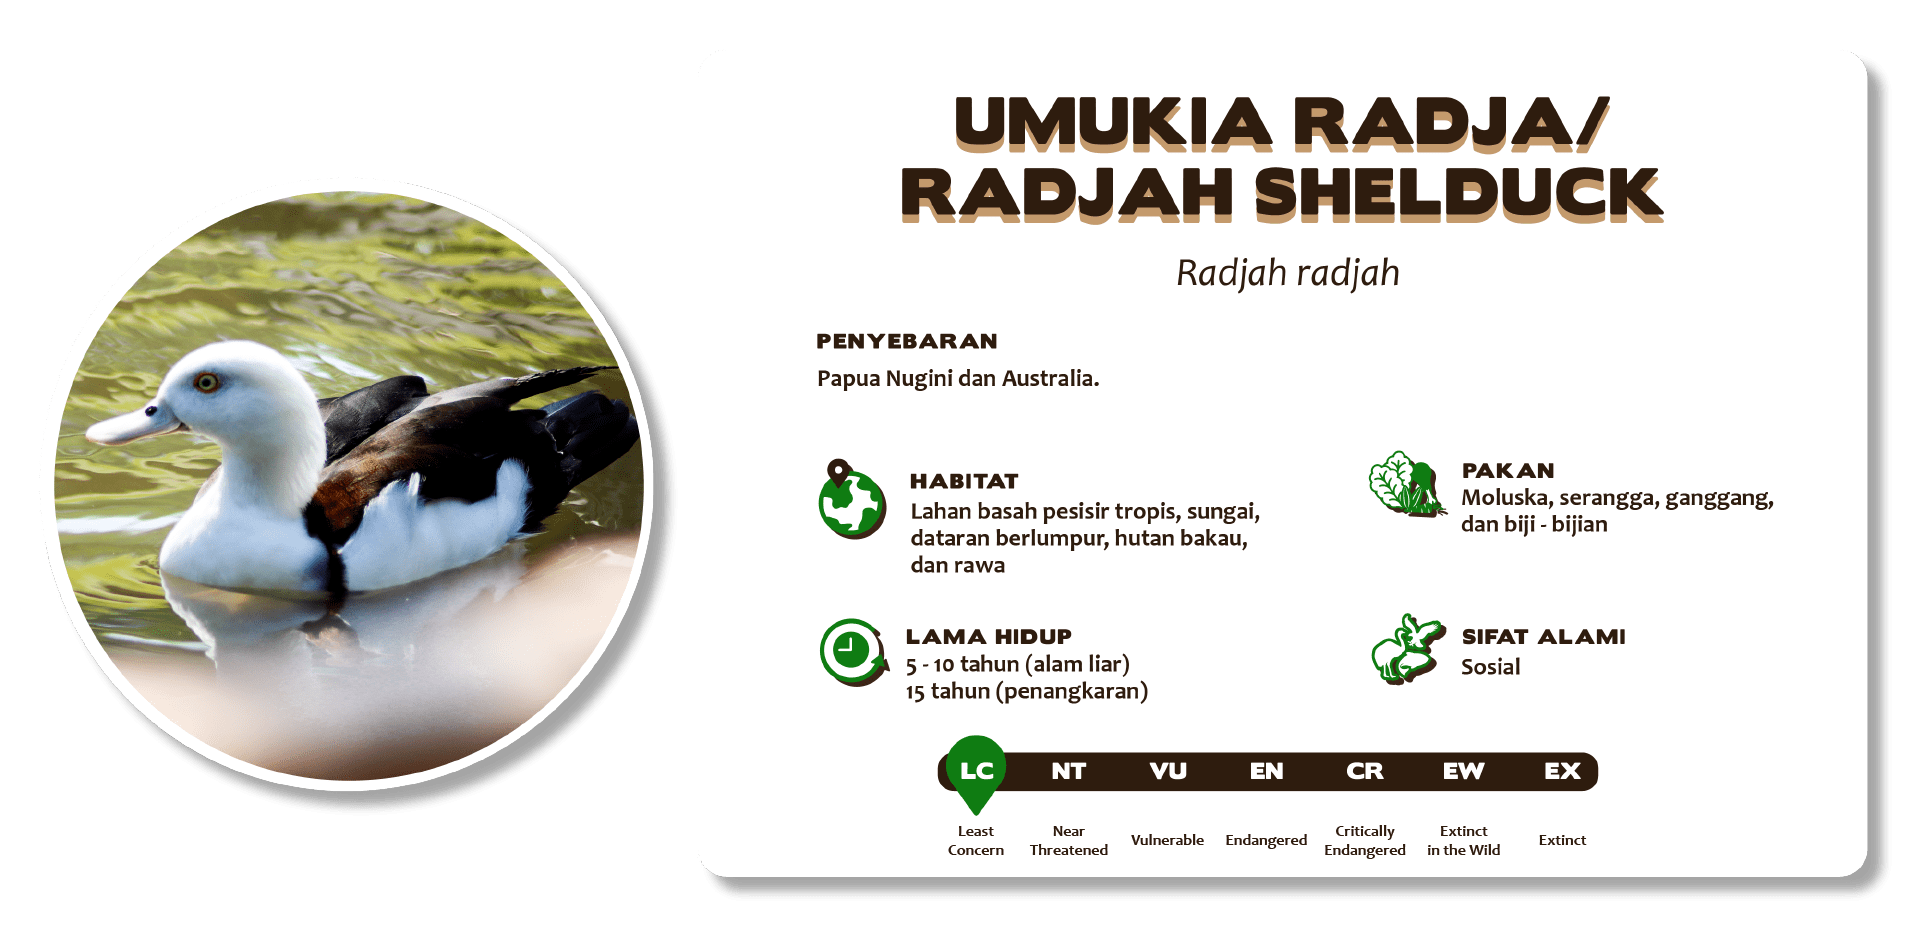 UMUKIA RADJA/
RADJAH SHELDUCK
Radjah radjah
PENYEBARAN
Papua Nugini dan Australia.
HABITAT
Lahan basah pesisir tropis, sungai,
dataran berlumpur, hutan bakau,
dan rawa
PAKAN
Moluska, serangga, ganggang,
dan biji - bijian
LAMA HIDUP
5 - 10 tahun (alam liar)
15 tahun (penangkaran)
SIFAT ALAMI
Sosial
LC NT VU EN CR EW EX
Least
Concern
Near
Threatened
Vulnerable
Endangered
Critically
Endangered
Extinct
in the Wild
Extinct